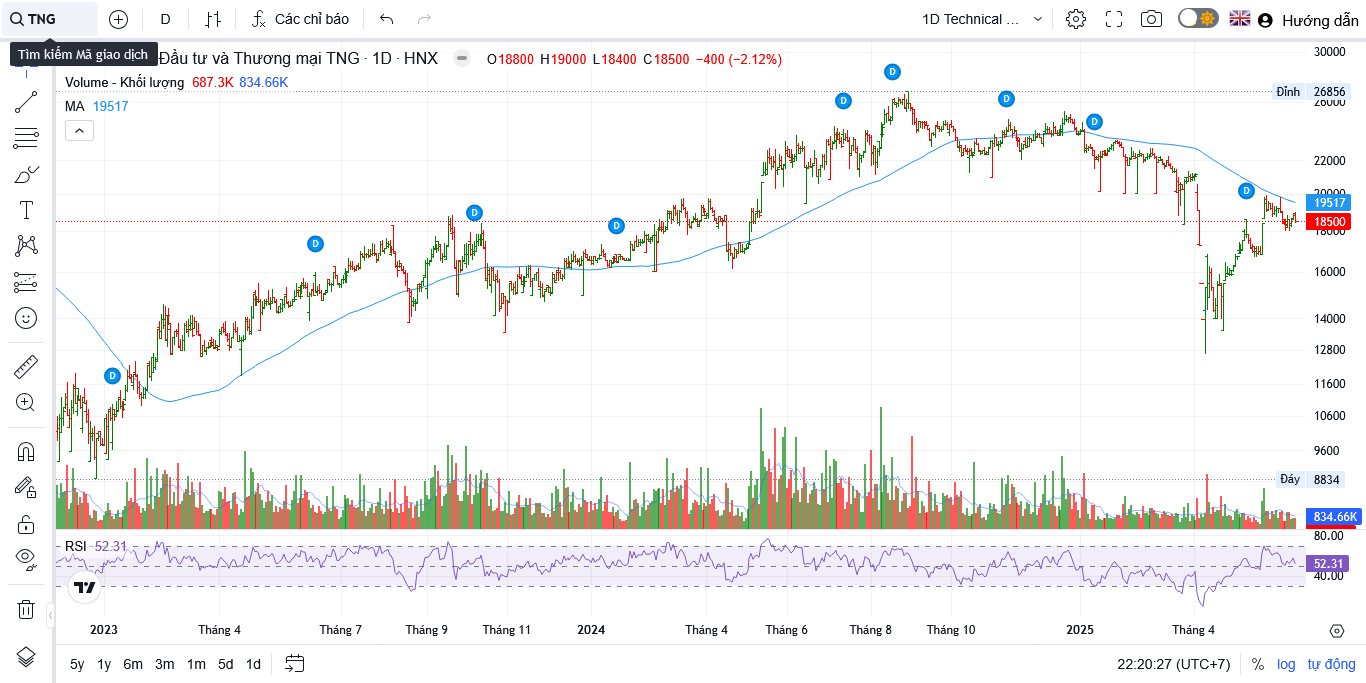 TNG D Các chỉ báo 1D Technical ... Hướng dẫn
Tìm kiếm Mã giao dịch
Đầu tư và Thương mại TNG · 1D · HNX O18800 H19000 L18400 C18500 −400 (−2.12%)
Volume - Khối lượng 687.3K 834.66K
MA 19517
D D D D D D D D D
30000
Đỉnh 26856
26000
22000
20000
19517
18500
18000
16000
14000
12800
11600
10600
9600
Đáy 8834
834.66K
RSI 52.31
80.00
52.31
40.00
2023 Tháng 4 Tháng 7 Tháng 9 Tháng 11 2024 Tháng 4 Tháng 6 Tháng 8 Tháng 10 2025 Tháng 4
5y 1y 6m 3m 1m 5d 1d 22:20:27 (UTC+7) % log tự động